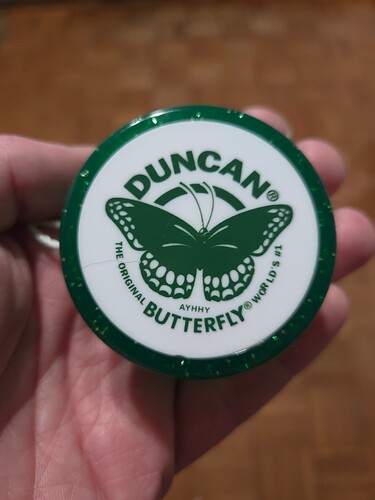 DUNCAN®
THE ORIGINAL
AYHHY
BUTTERFLY®
WORLD'S #1